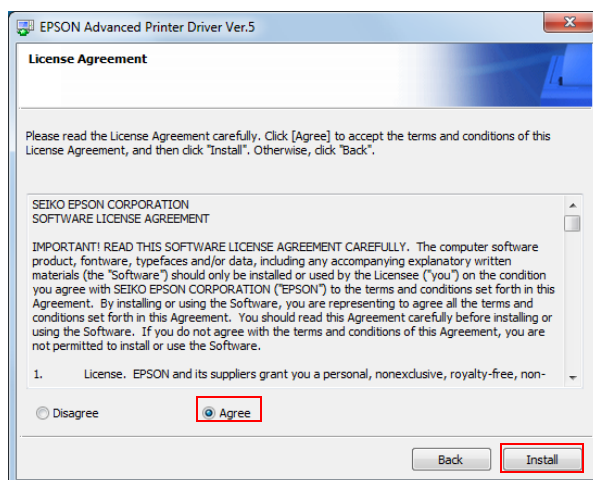 EPSON Advanced Printer Driver Ver.5
License Agreement
Please read the License Agreement carefully. Click [Agree] to accept the terms and conditions of this
License Agreement, and then click "Install". Otherwise, click "Back".
SEIKO EPSON CORPORATION
SOFTWARE LICENSE AGREEMENT
IMPORTANT! READ THIS SOFTWARE LICENSE AGREEMENT CAREFULLY.  The computer software
product, fontware, typefaces and/or data, including any accompanying explanatory written
materials (the "Software") should only be installed or used by the Licensee ("you") on the condition
you agree with SEIKO EPSON CORPORATION ("EPSON") to the terms and conditions set forth in this
Agreement.  By installing or using the Software, you are representing to agree all the terms and
conditions set forth in this Agreement.  You should read this Agreement carefully before installing or
using the Software.  If you do not agree with the terms and conditions of this Agreement, you are
not permitted to install or use the Software.
1. License.  EPSON and its suppliers grant you a personal, nonexclusive, royalty-free, non-
Disagree Agree
Back Install